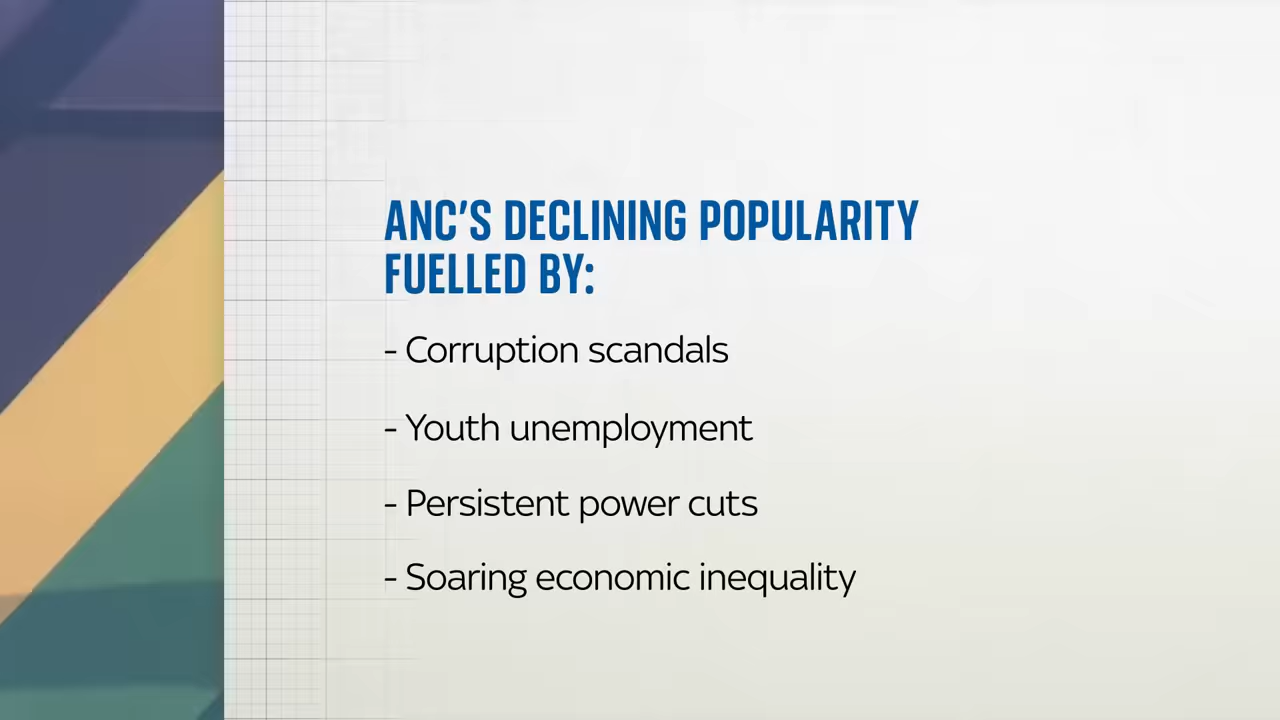 ANC'S DECLINING POPULARITY
FUELLED BY:
- Corruption scandals
- Youth unemployment
- Persistent power cuts
- Soaring economic inequality